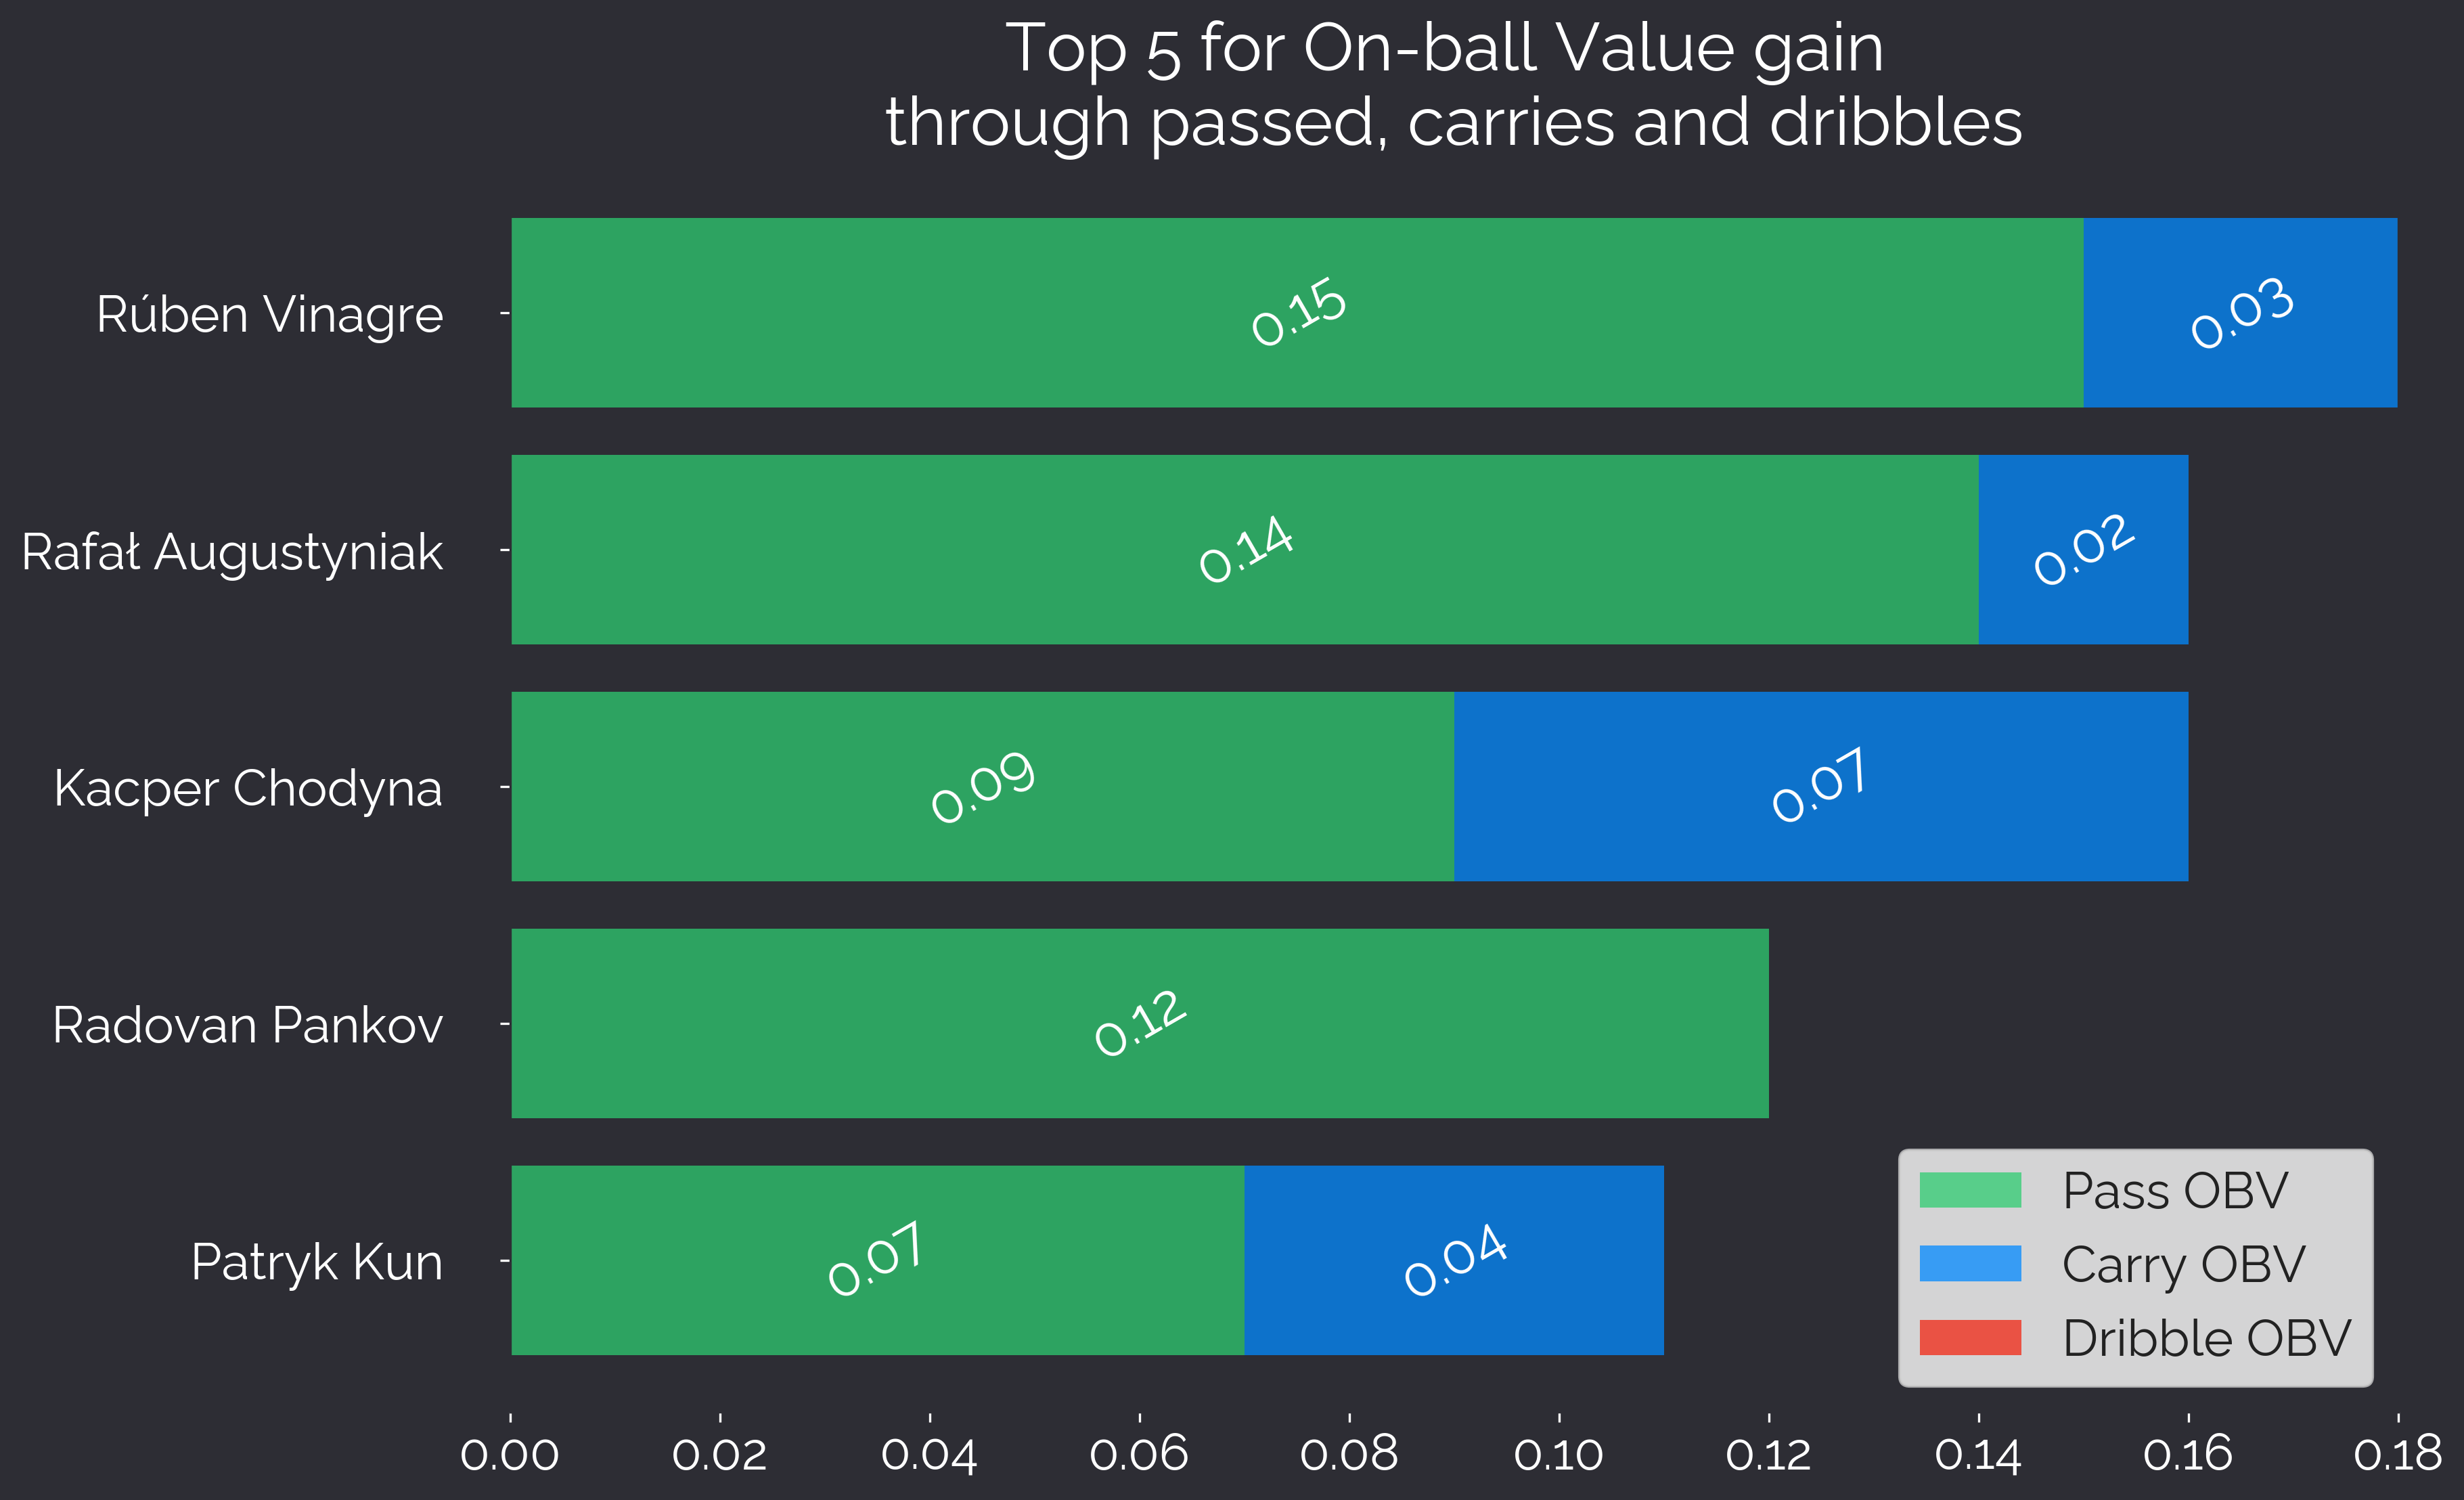 Top 5 for On-ball Value gain
through passed, carries and dribbles
Rúben Vinagre
0.15
0.03
Rafał Augustyniak
0.14
0.02
Kacper Chodyna
0.09
0.07
Radovan Pankov
0.12
Patryk Kun
0.07
0.04
Pass OBV
Carry OBV
Dribble OBV
0.00 0.02 0.04 0.06 0.08 0.10 0.12 0.14 0.16 0.18